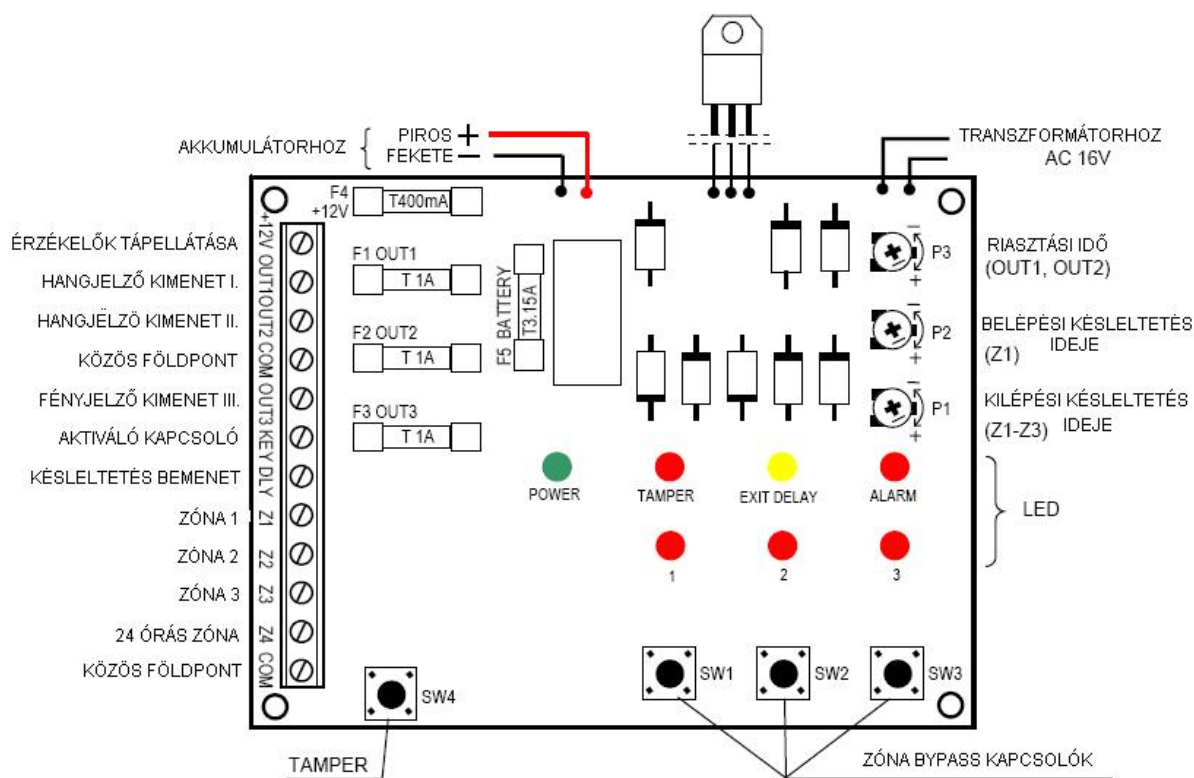 AKKUMULÁTORHOZ
PIROS +
FEKETE −
TRANSZFORMÁTORHOZ
AC 16V
F4
+12V
T400mA
F1 OUT1
T 1A
F2 OUT2
T 1A
F3 OUT3
T 1A
F5 BATTERY
T3.15A
ÉRZÉKELŐK TÁPELLÁTÁSA
+12V
HANGJELZŐ KIMENET I.
OUT1
HANGJELZŐ KIMENET II.
OUT2
KÖZÖS FÖLDPONT
COM
FÉNYJELZŐ KIMENET III.
OUT3
AKTIVÁLÓ KAPCSOLÓ
KEY
KÉSLELTETÉS BEMENET
DLY
ZÓNA 1
Z1
ZÓNA 2
Z2
ZÓNA 3
Z3
24 ÓRÁS ZÓNA
Z4
KÖZÖS FÖLDPONT
COM
− P3 +
RIASZTÁSI IDŐ
(OUT1, OUT2)
− P2 +
BELÉPÉSI KÉSLELTETÉS
IDEJE
(Z1)
− P1 +
KILÉPÉSI KÉSLELTETÉS
IDEJE
(Z1-Z3)
POWER
TAMPER
EXIT DELAY
ALARM
LED
1
2
3
SW4
SW1
SW2
SW3
TAMPER
ZÓNA BYPASS KAPCSOLÓK